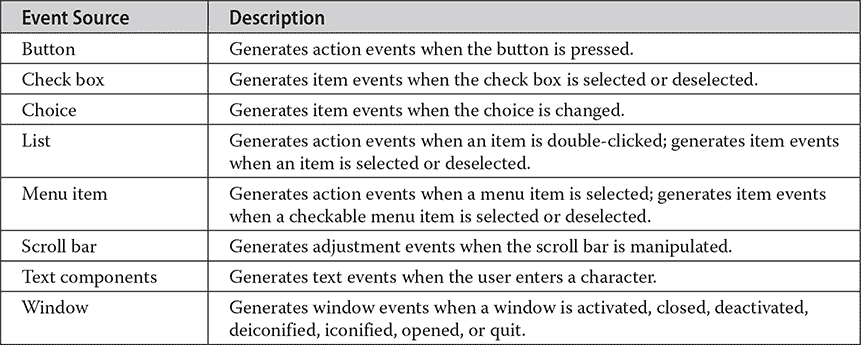 Event Source Description
Button Generates action events when the button is pressed.
Check box Generates item events when the check box is selected or deselected.
Choice Generates item events when the choice is changed.
List Generates action events when an item is double-clicked; generates item events
when an item is selected or deselected.
Menu item Generates action events when a menu item is selected; generates item events
when a checkable menu item is selected or deselected.
Scroll bar Generates adjustment events when the scroll bar is manipulated.
Text components Generates text events when the user enters a character.
Window Generates window events when a window is activated, closed, deactivated,
deiconified, iconified, opened, or quit.